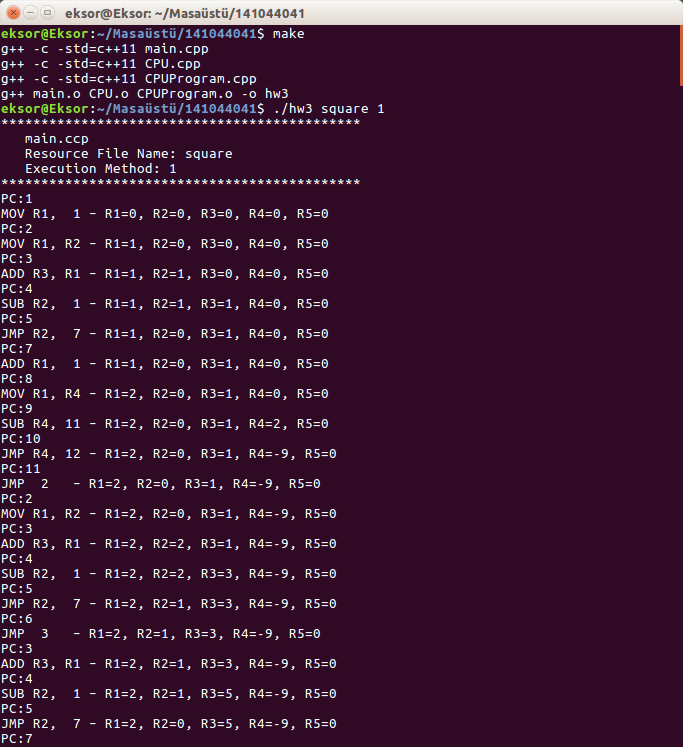 eksor@Eksor: ~/Masaüstü/141044041
eksor@Eksor:~/Masaüstü/141044041$ make
g++ -c -std=c++11 main.cpp
g++ -c -std=c++11 CPU.cpp
g++ -c -std=c++11 CPUProgram.cpp
g++ main.o CPU.o CPUProgram.o -o hw3
eksor@Eksor:~/Masaüstü/141044041$ ./hw3 square 1
*********************************************
   main.ccp
   Resource File Name: square
   Execution Method: 1
*********************************************
PC:1
MOV R1,  1 - R1=0, R2=0, R3=0, R4=0, R5=0
PC:2
MOV R1, R2 - R1=1, R2=0, R3=0, R4=0, R5=0
PC:3
ADD R3, R1 - R1=1, R2=1, R3=0, R4=0, R5=0
PC:4
SUB R2,  1 - R1=1, R2=1, R3=1, R4=0, R5=0
PC:5
JMP R2,  7 - R1=1, R2=0, R3=1, R4=0, R5=0
PC:7
ADD R1,  1 - R1=1, R2=0, R3=1, R4=0, R5=0
PC:8
MOV R1, R4 - R1=2, R2=0, R3=1, R4=0, R5=0
PC:9
SUB R4, 11 - R1=2, R2=0, R3=1, R4=2, R5=0
PC:10
JMP R4, 12 - R1=2, R2=0, R3=1, R4=-9, R5=0
PC:11
JMP  2   - R1=2, R2=0, R3=1, R4=-9, R5=0
PC:2
MOV R1, R2 - R1=2, R2=0, R3=1, R4=-9, R5=0
PC:3
ADD R3, R1 - R1=2, R2=2, R3=1, R4=-9, R5=0
PC:4
SUB R2,  1 - R1=2, R2=2, R3=3, R4=-9, R5=0
PC:5
JMP R2,  7 - R1=2, R2=1, R3=3, R4=-9, R5=0
PC:6
JMP  3   - R1=2, R2=1, R3=3, R4=-9, R5=0
PC:3
ADD R3, R1 - R1=2, R2=1, R3=3, R4=-9, R5=0
PC:4
SUB R2,  1 - R1=2, R2=1, R3=5, R4=-9, R5=0
PC:5
JMP R2,  7 - R1=2, R2=0, R3=5, R4=-9, R5=0
PC:7